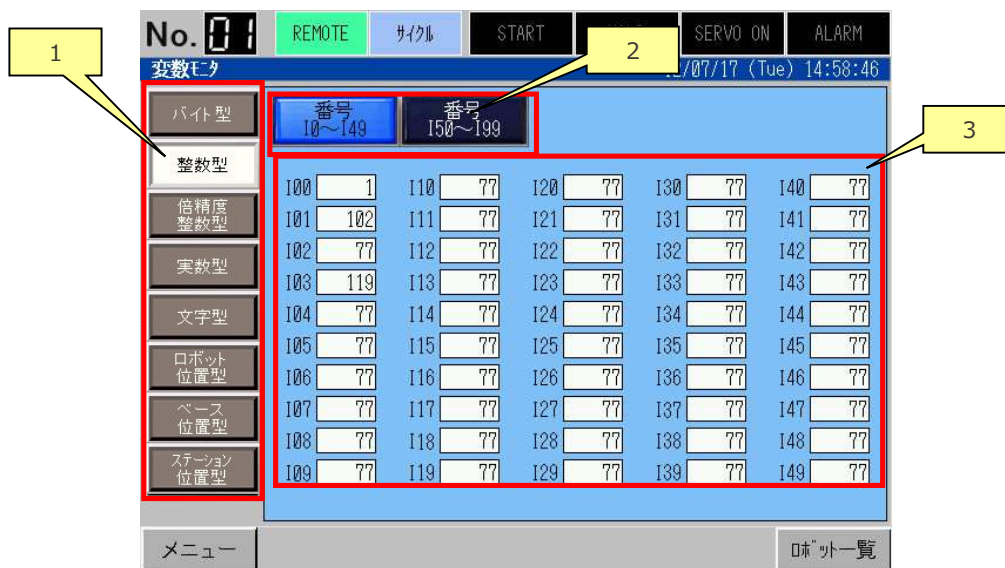 No. 01 REMOTE ｻｲｸﾙ START SERVO ON ALARM
変数ﾓﾆﾀ /07/17 (Tue) 14:58:46
1
2
3
バイト型
整数型
倍精度
整数型
実数型
文字型
ロボット
位置型
ベース
位置型
ステーション
位置型
番号
I0～I49
番号
I50～I99
I00 1 I10 77 I20 77 I30 77 I40 77
I01 102 I11 77 I21 77 I31 77 I41 77
I02 77 I12 77 I22 77 I32 77 I42 77
I03 119 I13 77 I23 77 I33 77 I43 77
I04 77 I14 77 I24 77 I34 77 I44 77
I05 77 I15 77 I25 77 I35 77 I45 77
I06 77 I16 77 I26 77 I36 77 I46 77
I07 77 I17 77 I27 77 I37 77 I47 77
I08 77 I18 77 I28 77 I38 77 I48 77
I09 77 I19 77 I29 77 I39 77 I49 77
メニュー ﾛﾎﾞｯﾄ一覧